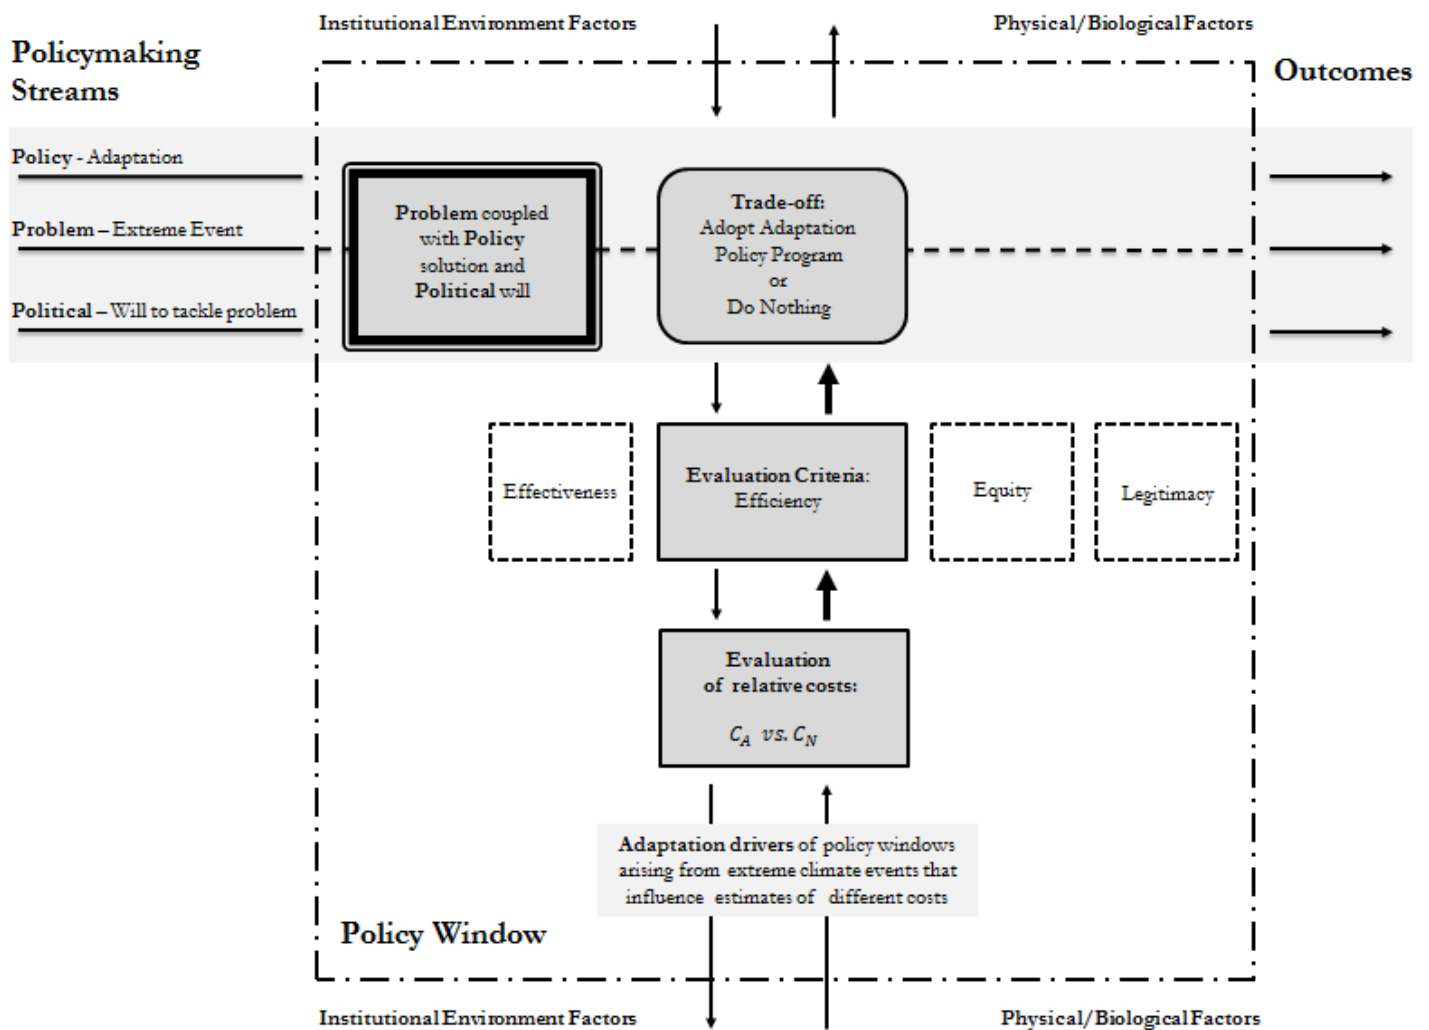 Institutional Environment Factors
Physical/Biological Factors
Policymaking
Streams
Outcomes
Policy - Adaptation
Problem – Extreme Event
Political – Will to tackle problem
Problem coupled
with Policy
solution and
Political will
Trade-off:
Adopt Adaptation
Policy Program
or
Do Nothing
Effectiveness
Evaluation Criteria:
Efficiency
Equity
Legitimacy
Evaluation
of relative costs:
C_A vs. C_N
Adaptation drivers of policy windows
arising from extreme climate events that
influence estimates of different costs
Policy Window
Institutional Environment Factors
Physical/Biological Factors